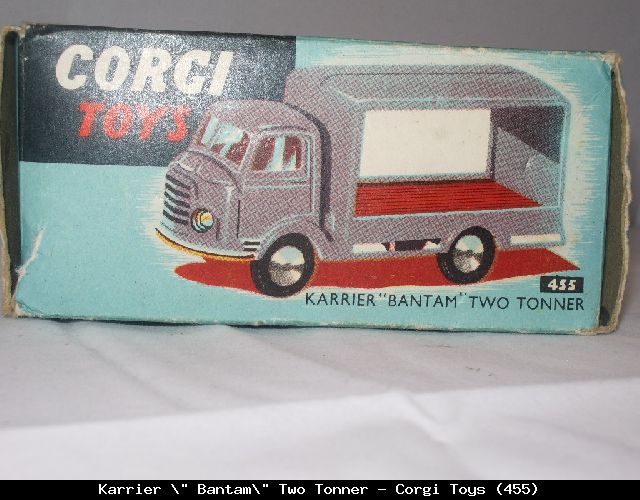 CORGI
TOYS
455
KARRIER "BANTAM" TWO TONNER
Karrier \" Bantam\" Two Tonner - Corgi Toys (455)